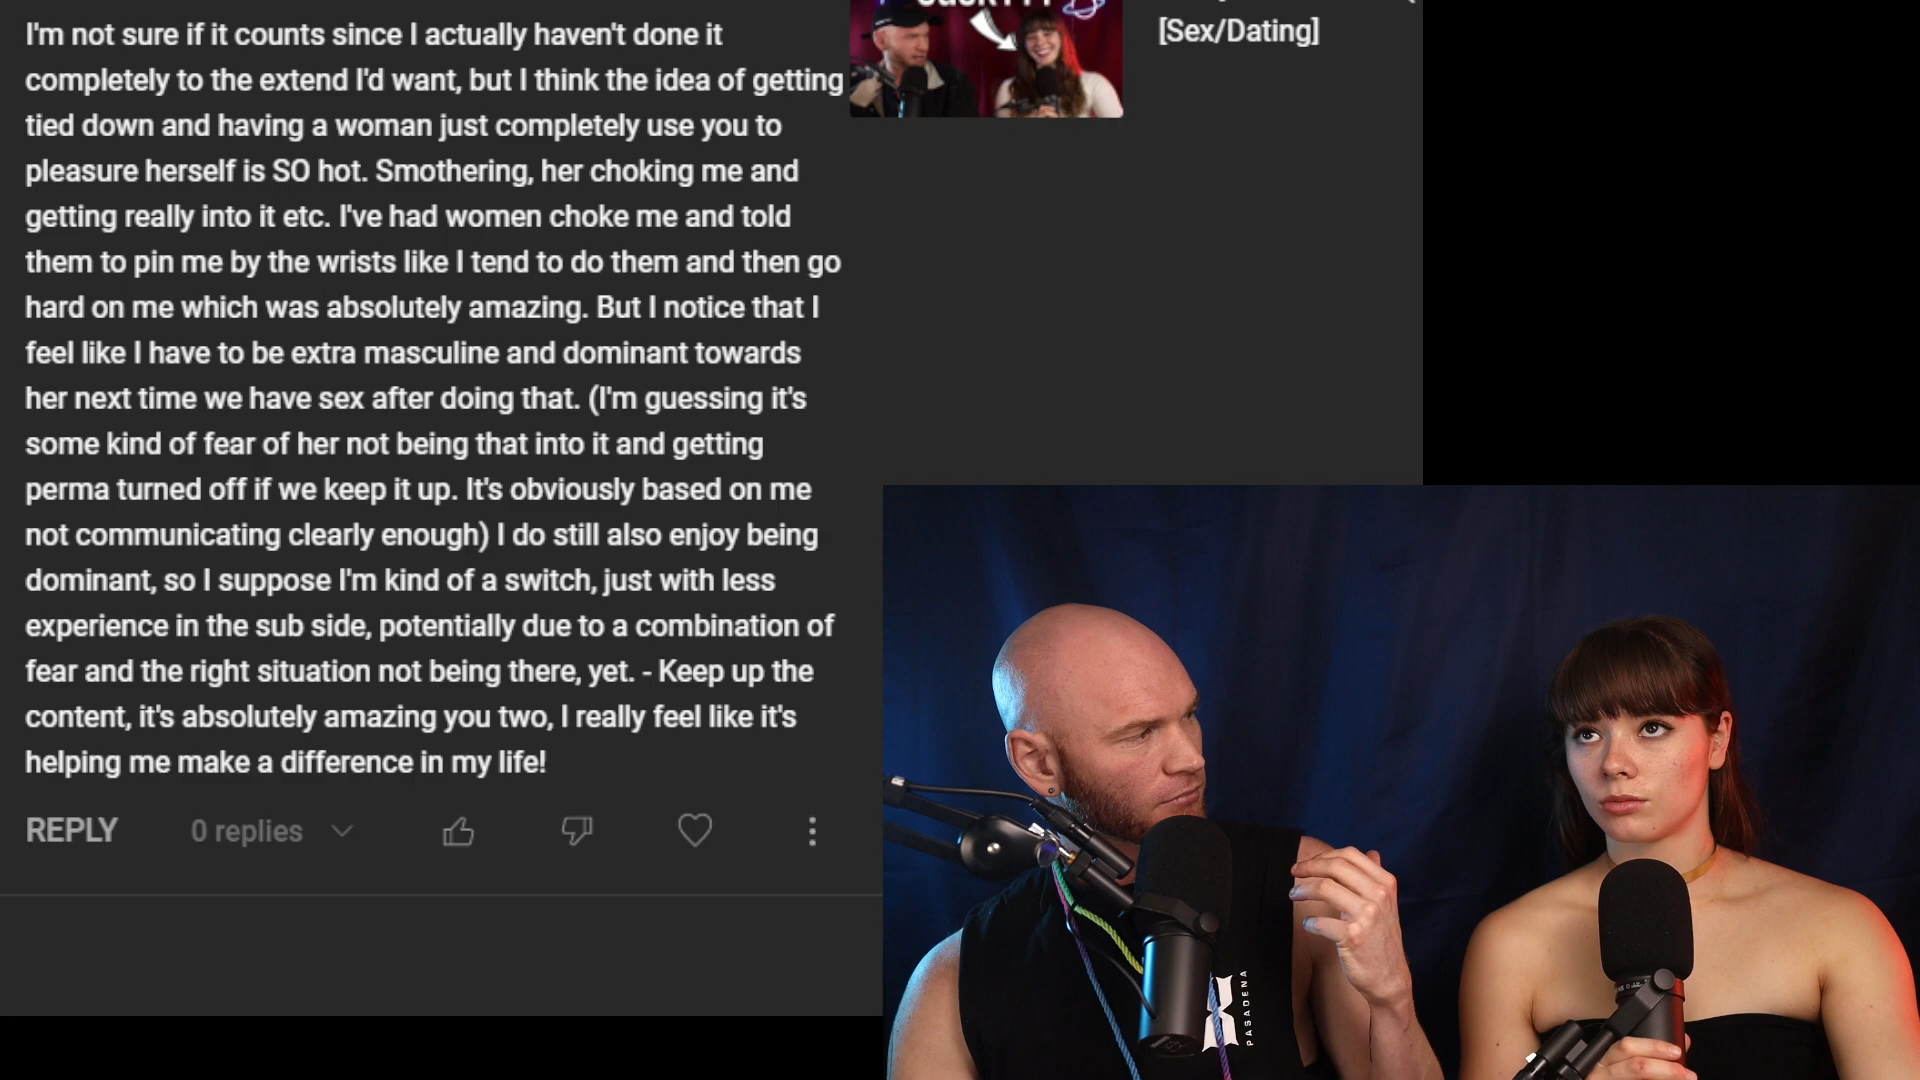 I'm not sure if it counts since I actually haven't done it
completely to the extend I'd want, but I think the idea of getting
tied down and having a woman just completely use you to
pleasure herself is SO hot. Smothering, her choking me and
getting really into it etc. I've had women choke me and told
them to pin me by the wrists like I tend to do them and then go
hard on me which was absolutely amazing. But I notice that I
feel like I have to be extra masculine and dominant towards
her next time we have sex after doing that. (I'm guessing it's
some kind of fear of her not being that into it and getting
perma turned off if we keep it up. It's obviously based on me
not communicating clearly enough) I do still also enjoy being
dominant, so I suppose I'm kind of a switch, just with less
experience in the sub side, potentially due to a combination of
fear and the right situation not being there, yet. - Keep up the
content, it's absolutely amazing you two, I really feel like it's
helping me make a difference in my life!
REPLY 0 replies
[Sex/Dating]
PASADENA